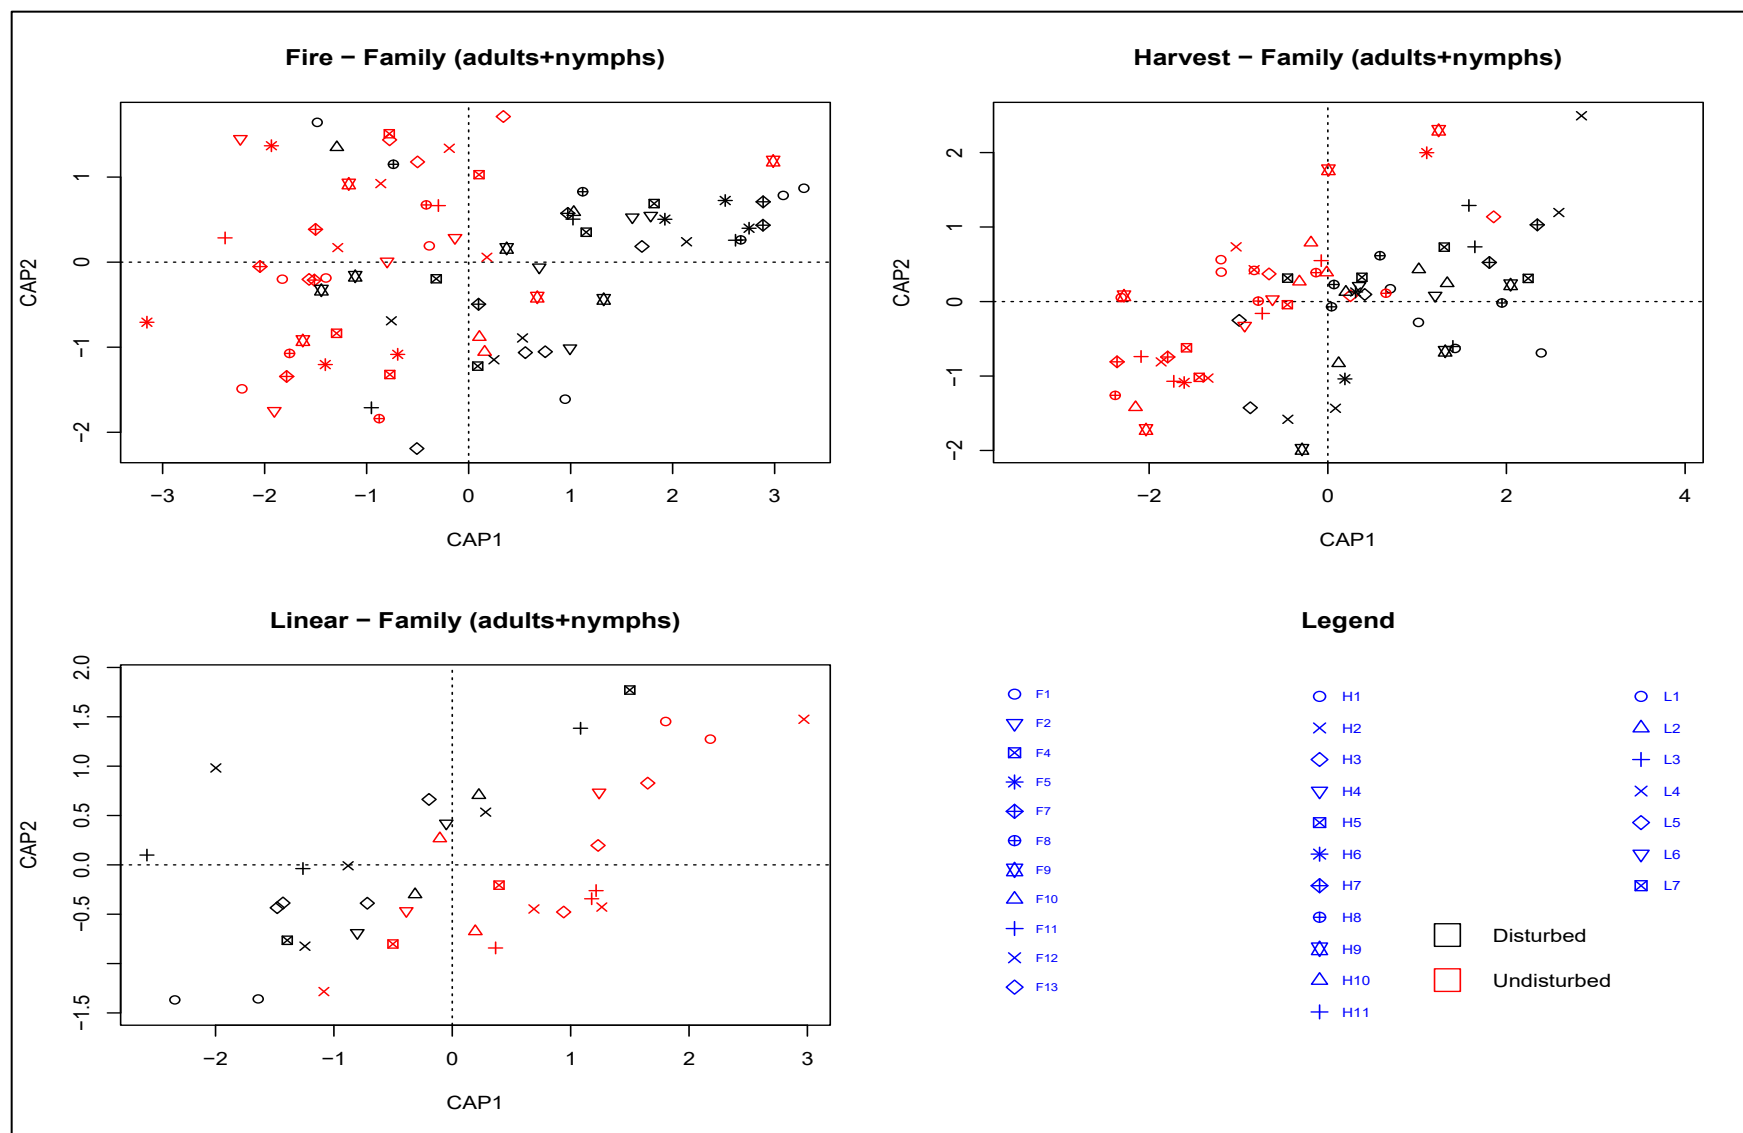 Fire − Family (adults+nymphs)
CAP2
1
0
−1
−2
−3 −2 −1 0 1 2 3
CAP1
Harvest − Family (adults+nymphs)
CAP2
2
1
0
−1
−2
−2 0 2 4
CAP1
Linear − Family (adults+nymphs)
CAP2
2.0
1.5
1.0
0.5
0.0
−0.5
−1.5
−2 −1 0 1 2 3
CAP1
Legend
F1
F2
F4
F5
F7
F8
F9
F10
F11
F12
F13
H1
H2
H3
H4
H5
H6
H7
H8
H9
H10
H11
L1
L2
L3
L4
L5
L6
L7
Disturbed
Undisturbed